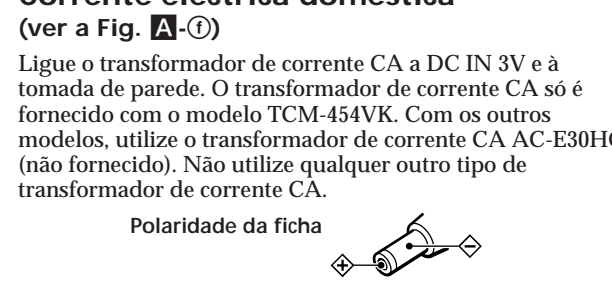 Corrente eléctrica doméstica
(ver a Fig. A-ⓕ)
Ligue o transformador de corrente CA a DC IN 3V e à
tomada de parede. O transformador de corrente CA só é
fornecido com o modelo TCM-454VK. Com os outros
modelos, utilize o transformador de corrente CA AC-E30HG
(não fornecido). Não utilize qualquer outro tipo de
transformador de corrente CA.
Polaridade da ficha